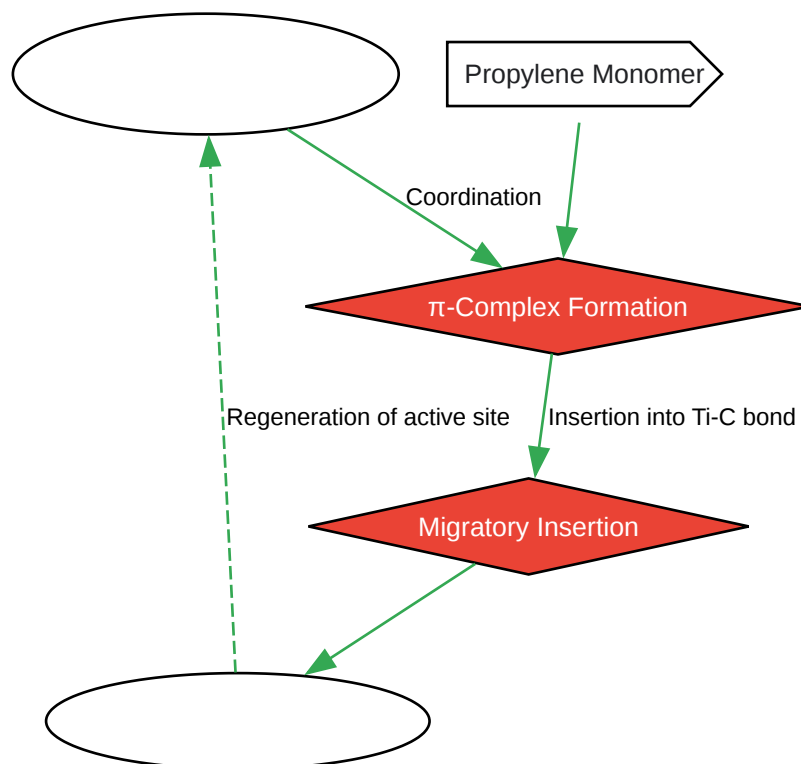 Propylene Monomer
Coordination
π-Complex Formation
Regeneration of active site
Insertion into Ti-C bond
Migratory Insertion